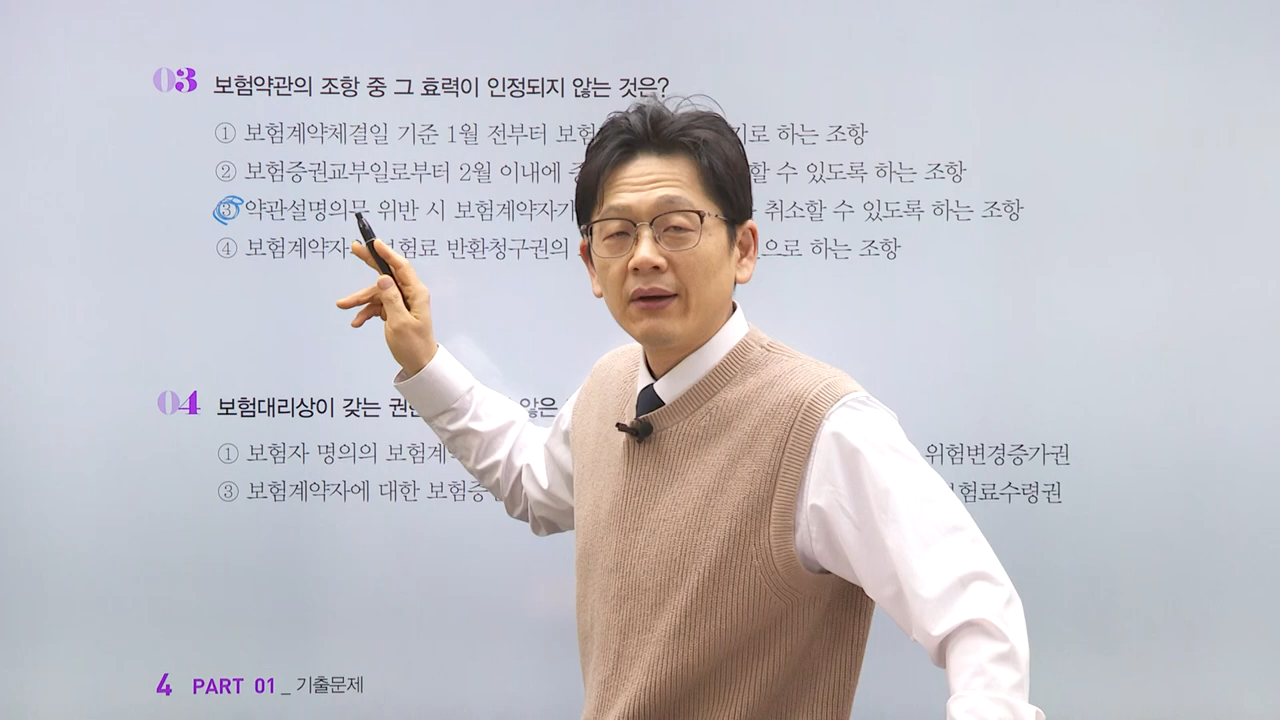 03 보험약관의 조항 중 그 효력이 인정되지 않는 것은?
① 보험계약체결일 기준 1월 전부터 보험 로 하는 조항
② 보험증권교부일로부터 2월 이내에 할 수 있도록 하는 조항
③ 약관설명의무 위반 시 보험계약자가 취소할 수 있도록 하는 조항
④ 보험계약자 보험료 반환청구권의 으로 하는 조항
04 보험대리상이 갖는 않은
① 보험자 명의의 위험변경증가권
③ 보험계약자에 대한 보험료수령권
4 PART 01 _ 기출문제